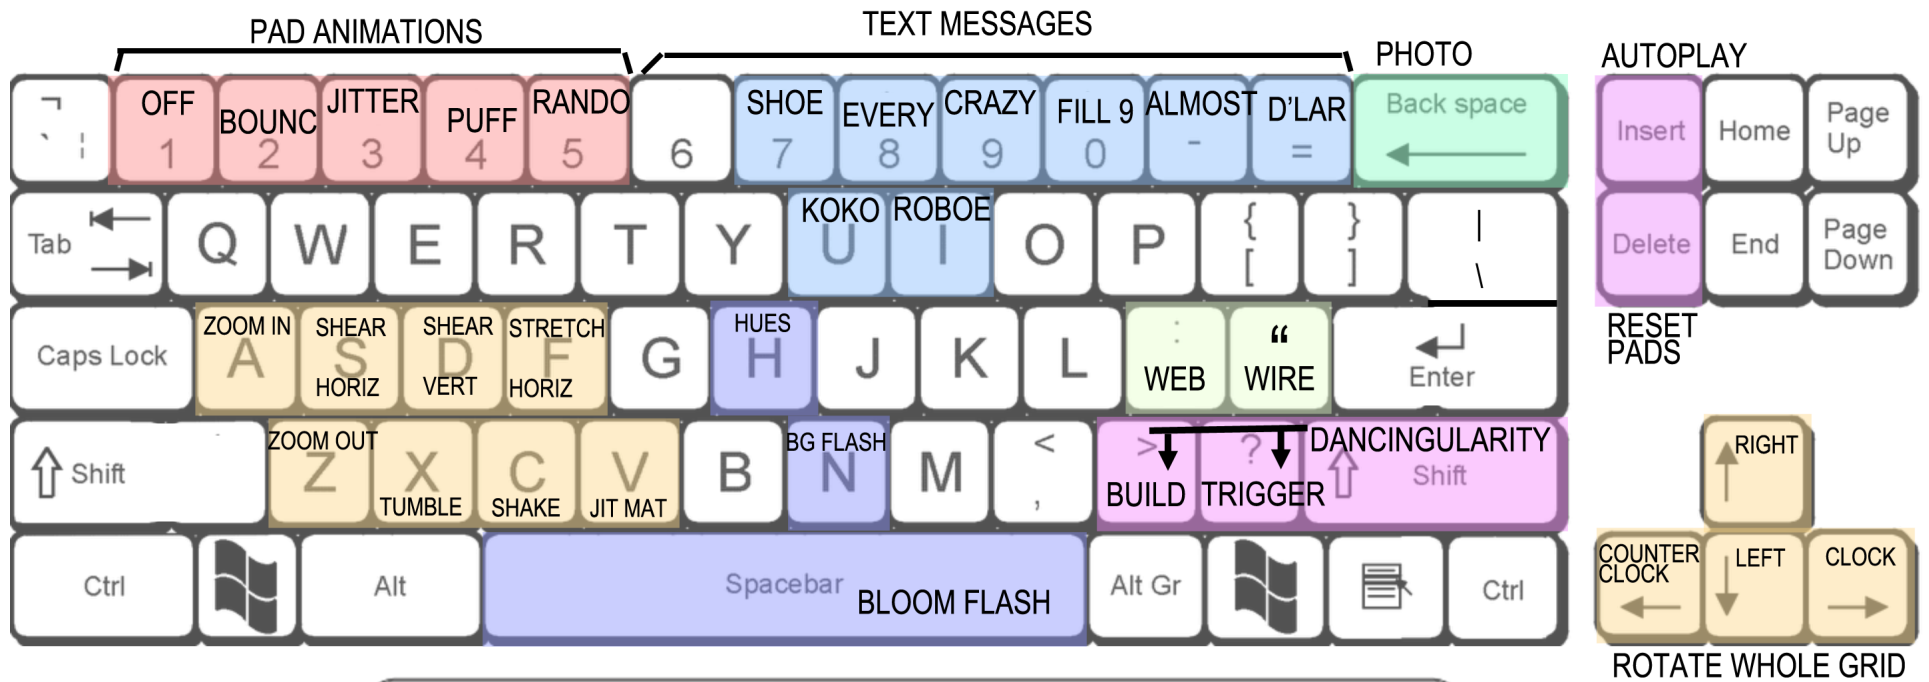 PAD ANIMATIONS
TEXT MESSAGES
PHOTO
AUTOPLAY
¬ ` ¦
OFF 1
BOUNC 2
JITTER 3
PUFF 4
RANDO 5
6
SHOE 7
EVERY 8
CRAZY 9
FILL 9 0
ALMOST -
D'LAR =
Back space
Insert
Home
Page
Up
Tab
Q
W
E
R
T
Y
KOKO U
ROBOE I
O
P
{ [
} ]
| \
Delete
End
Page
Down
RESET
PADS
Caps Lock
ZOOM IN A
SHEAR S HORIZ
SHEAR D VERT
STRETCH F HORIZ
G
HUES H
J
K
L
: WEB
“ WIRE
Enter
Shift
ZOOM OUT Z
X TUMBLE
C SHAKE
V JIT MAT
B
BG FLASH N
M
< ,
> BUILD
? TRIGGER
DANCINGULARITY
Shift
RIGHT
Ctrl
Alt
Spacebar
BLOOM FLASH
Alt Gr
Ctrl
COUNTER
CLOCK
LEFT
CLOCK
ROTATE WHOLE GRID